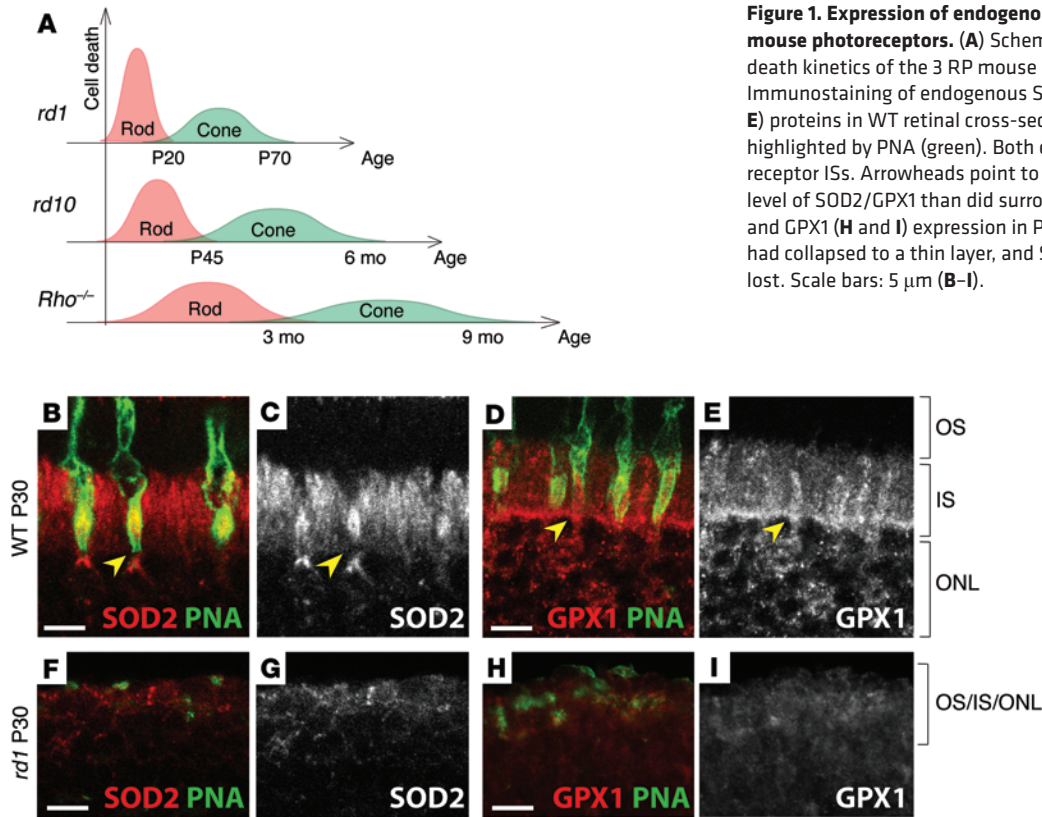 A
Cell death
rd1
Rod
Cone
P20
P70
Age
rd10
Rod
Cone
P45
6 mo
Age
Rho–/–
Rod
Cone
3 mo
9 mo
Age
Figure 1. Expression of endogeno
mouse photoreceptors. (A) Schem
death kinetics of the 3 RP mouse
Immunostaining of endogenous S
E) proteins in WT retinal cross-sec
highlighted by PNA (green). Both e
receptor ISs. Arrowheads point to
level of SOD2/GPX1 than did surro
and GPX1 (H and I) expression in P
had collapsed to a thin layer, and S
lost. Scale bars: 5 μm (B–I).
WT P30
B
SOD2 PNA
C
SOD2
D
GPX1 PNA
E
GPX1
OS
IS
ONL
rd1 P30
F
SOD2 PNA
G
SOD2
H
GPX1 PNA
I
GPX1
OS/IS/ONL